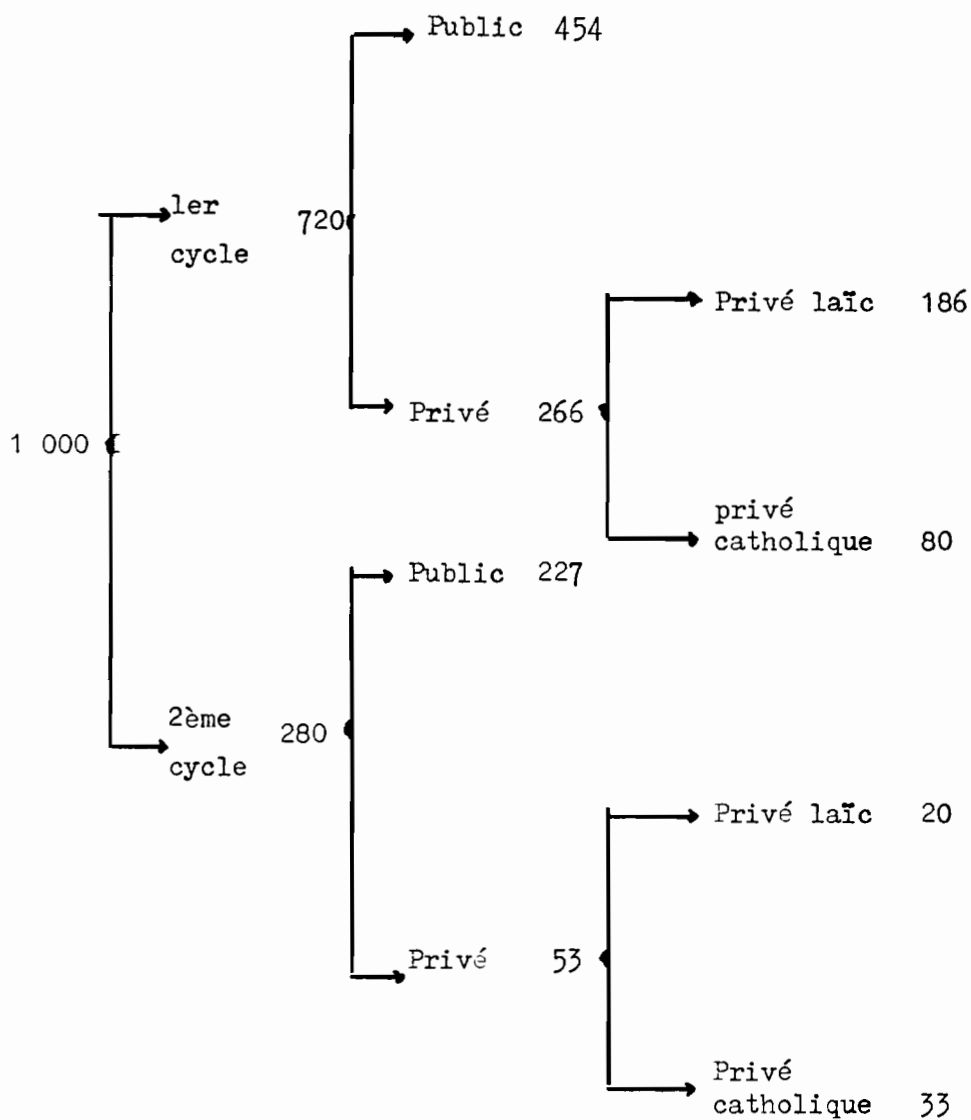 Public 454
1er
cycle 720
Privé laïc 186
Privé 266
1 000
privé
catholique 80
Public 227
2ème
cycle 280
Privé laïc 20
Privé 53
Privé
catholique 33